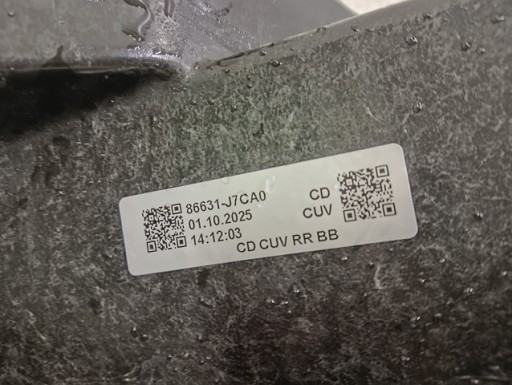 86631-J7CA0
01.10.2025
14:12:03
CD
CUV
CD CUV RR BB